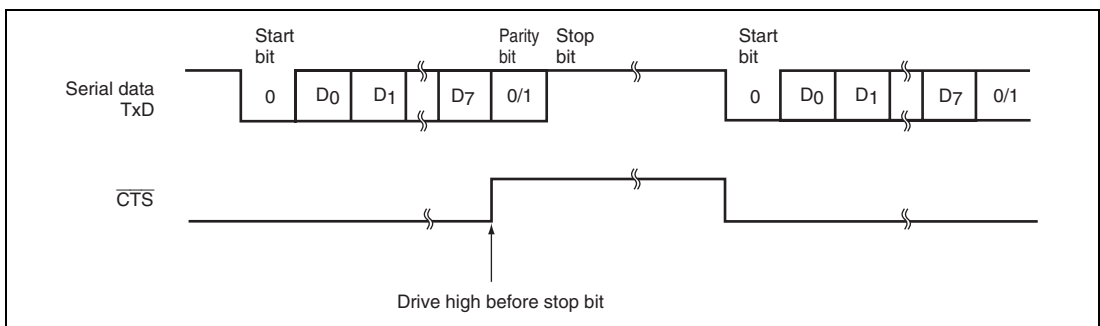 Start bit
Parity bit
Stop bit
Start bit
Serial data TxD
0
D0
D1
D7
0/1
0
D0
D1
D7
0/1
CTS
Drive high before stop bit